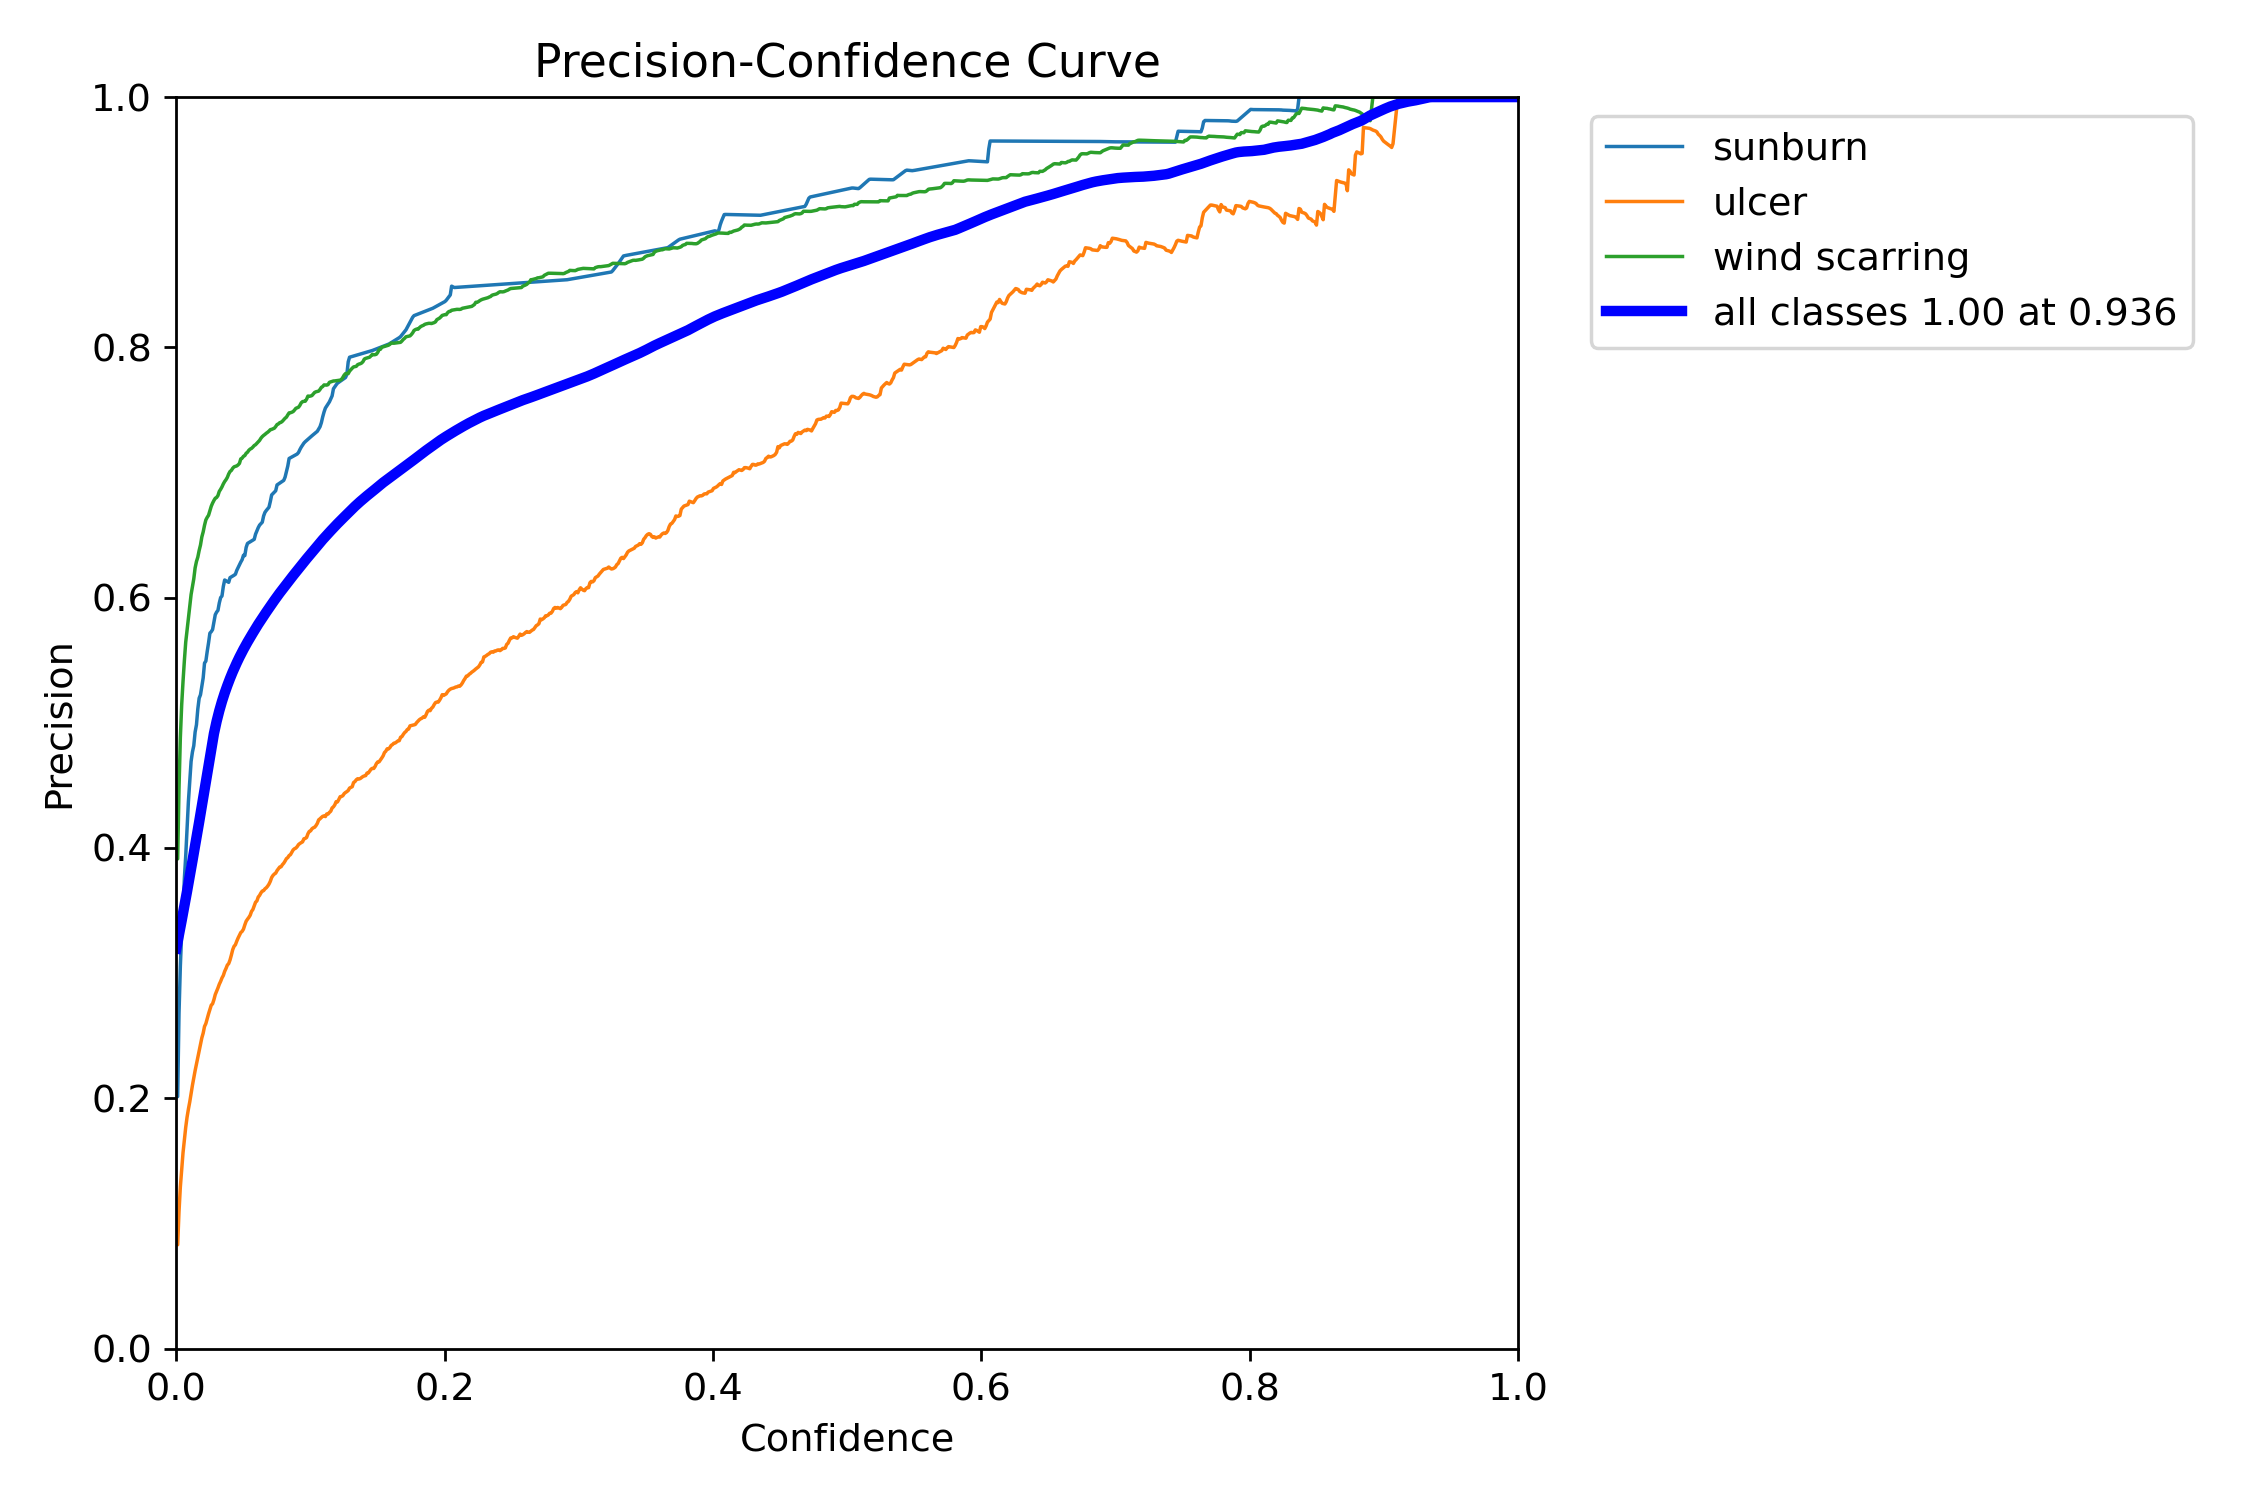 Precision-Confidence Curve
1.0
0.8
0.6
0.4
0.2
0.0
Precision
0.0 0.2 0.4 0.6 0.8 1.0
Confidence
sunburn
ulcer
wind scarring
all classes 1.00 at 0.936